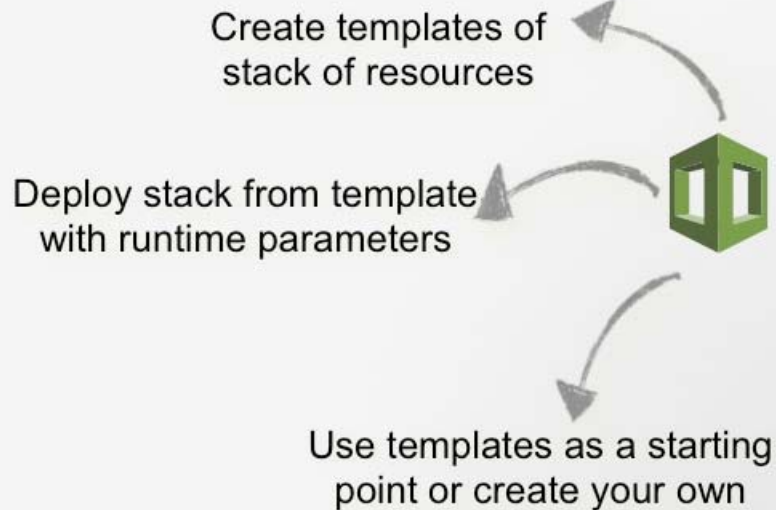 Create templates of
stack of resources
Deploy stack from template
with runtime parameters
Use templates as a starting
point or create your own